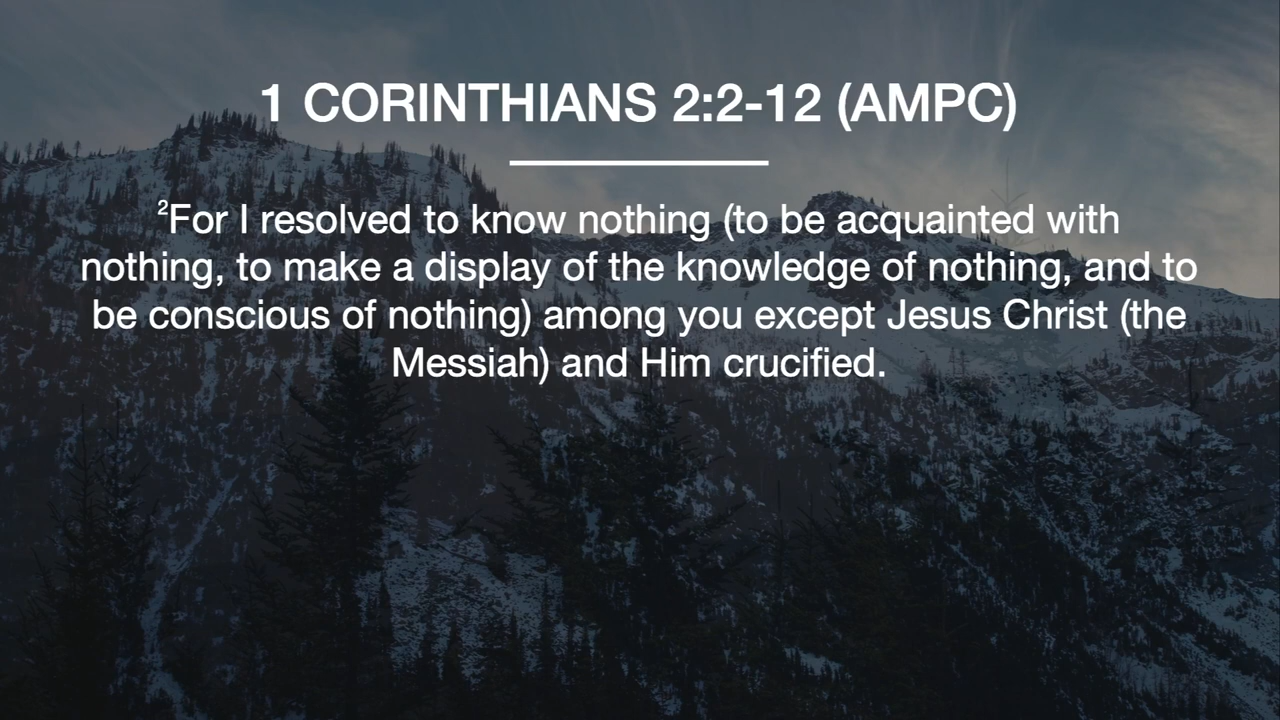 1 CORINTHIANS 2:2-12 (AMPC)
²For I resolved to know nothing (to be acquainted with
nothing, to make a display of the knowledge of nothing, and to
be conscious of nothing) among you except Jesus Christ (the
Messiah) and Him crucified.